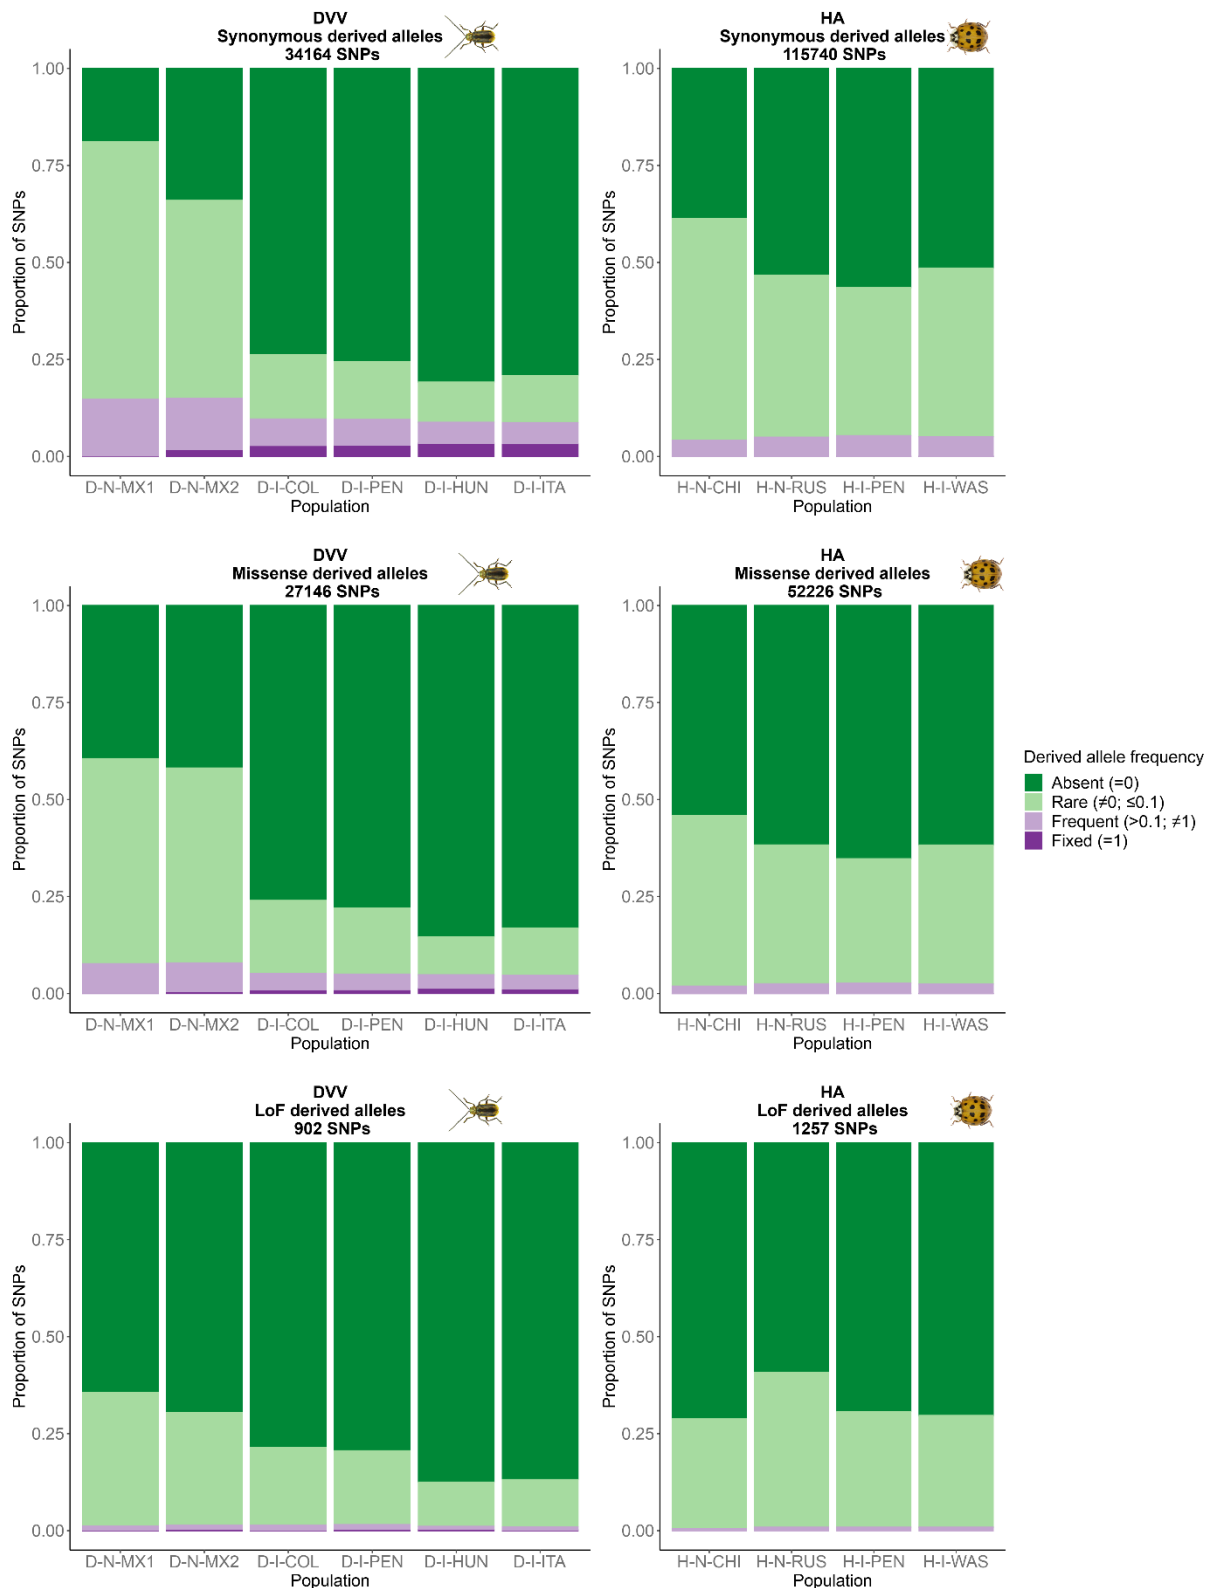 DVV
Synonymous derived alleles
34164 SNPs
1.00
0.75
0.50
0.25
0.00
Proportion of SNPs
D-N-MX1 D-N-MX2 D-I-COL D-I-PEN D-I-HUN D-I-ITA
Population
HA
Synonymous derived alleles
115740 SNPs
1.00
0.75
0.50
0.25
0.00
Proportion of SNPs
H-N-CHI H-N-RUS H-I-PEN H-I-WAS
Population
DVV
Missense derived alleles
27146 SNPs
1.00
0.75
0.50
0.25
0.00
Proportion of SNPs
D-N-MX1 D-N-MX2 D-I-COL D-I-PEN D-I-HUN D-I-ITA
Population
HA
Missense derived alleles
52226 SNPs
1.00
0.75
0.50
0.25
0.00
Proportion of SNPs
H-N-CHI H-N-RUS H-I-PEN H-I-WAS
Population
Derived allele frequency
Absent (=0)
Rare (≠0; ≤0.1)
Frequent (>0.1; ≠1)
Fixed (=1)
DVV
LoF derived alleles
902 SNPs
1.00
0.75
0.50
0.25
0.00
Proportion of SNPs
D-N-MX1 D-N-MX2 D-I-COL D-I-PEN D-I-HUN D-I-ITA
Population
HA
LoF derived alleles
1257 SNPs
1.00
0.75
0.50
0.25
0.00
Proportion of SNPs
H-N-CHI H-N-RUS H-I-PEN H-I-WAS
Population